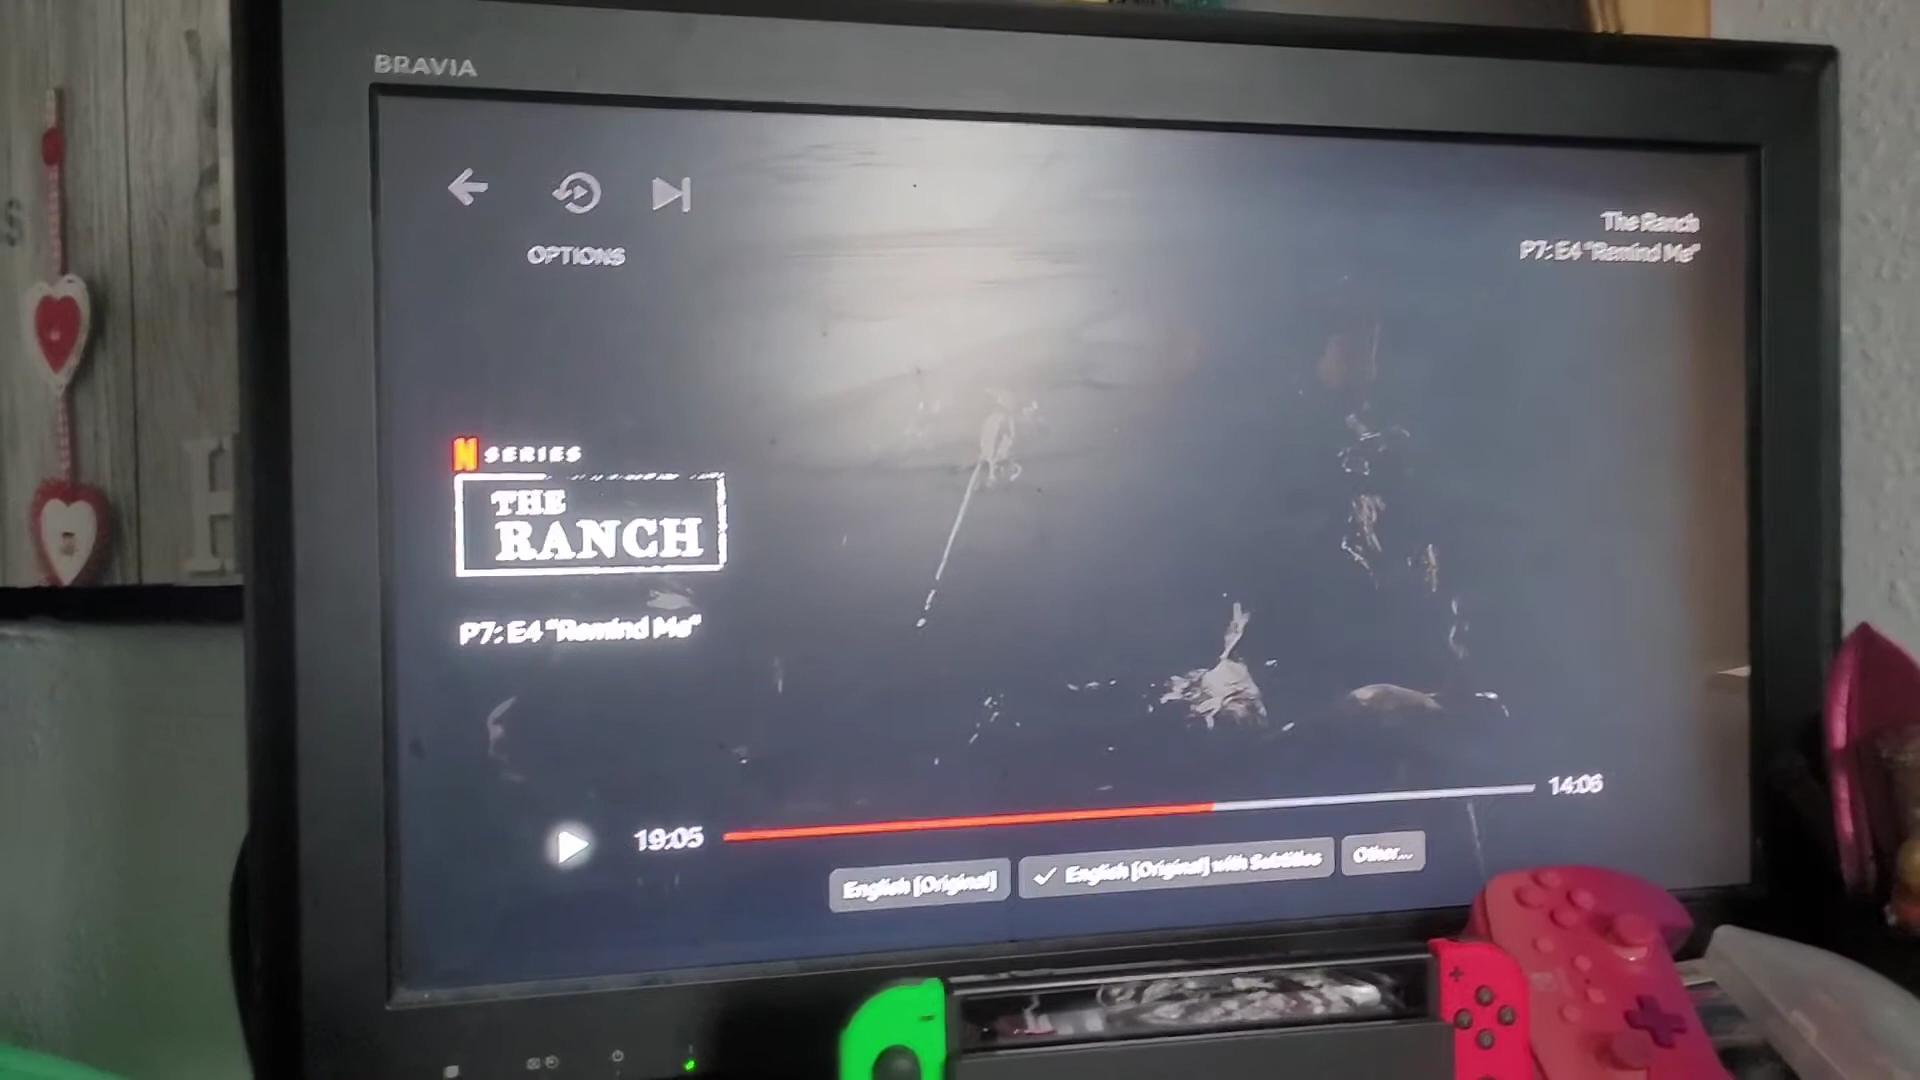 BRAVIA
OPTIONS
The Ranch
P7: E4 "Remind Me"
N SERIES
THE
RANCH
P7: E4 "Remind Me"
19:05
14:06
English [Original]
English [Original] with Subtitles
Other...
S
H